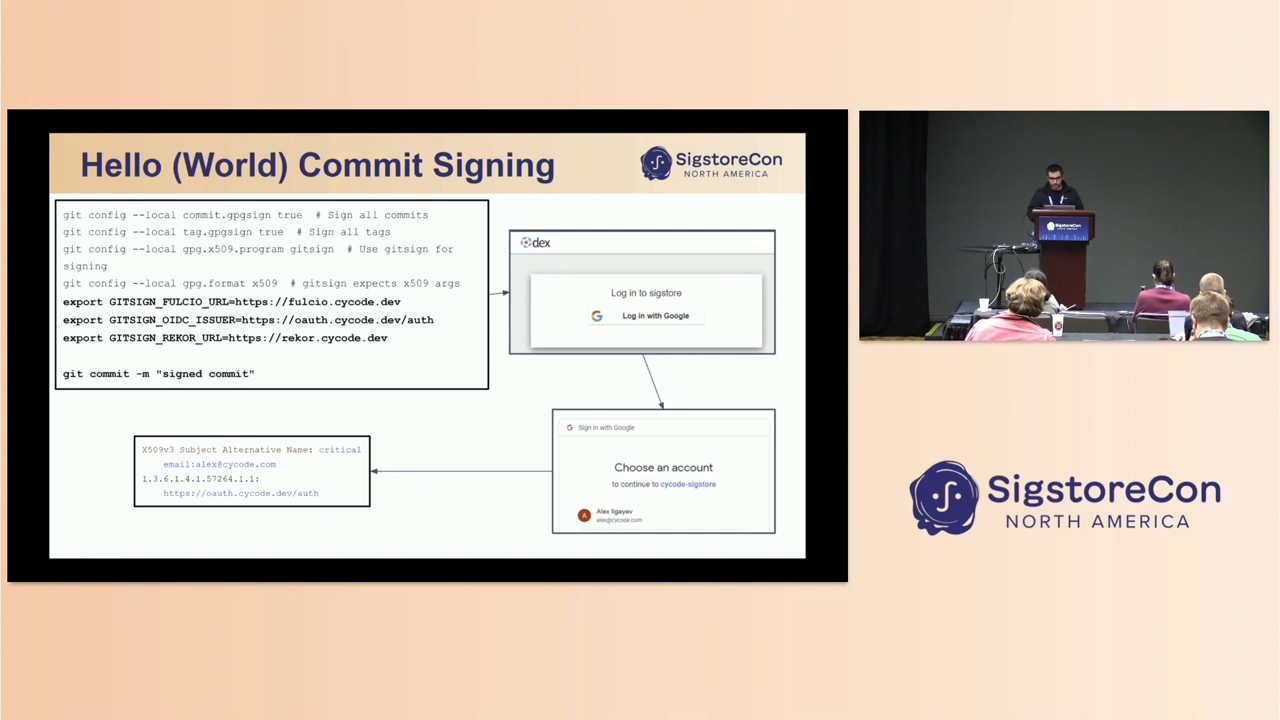 Hello (World) Commit Signing
SigstoreCon
NORTH AMERICA
git config --local commit.gpgsign true # Sign all commits
git config --local tag.gpgsign true # Sign all tags
git config --local gpg.x509.program gitsign # Use gitsign for
signing
git config --local gpg.format x509 # gitsign expects x509 args
export GITSIGN_FULCIO_URL=https://fulcio.cycode.dev
export GITSIGN_OIDC_ISSUER=https://oauth.cycode.dev/auth
export GITSIGN_REKOR_URL=https://rekor.cycode.dev
git commit -m "signed commit"
dex
Log in to sigstore
Log in with Google
Sign in with Google
Choose an account
to continue to cycode-sigstore
A
Alex Ilgayev
alex@cycode.com
X509v3 Subject Alternative Name: critical
email:alex@cycode.com
1.3.6.1.4.1.57264.1.1:
https://oauth.cycode.dev/auth
SigstoreCon
SigstoreCon
NORTH AMERICA